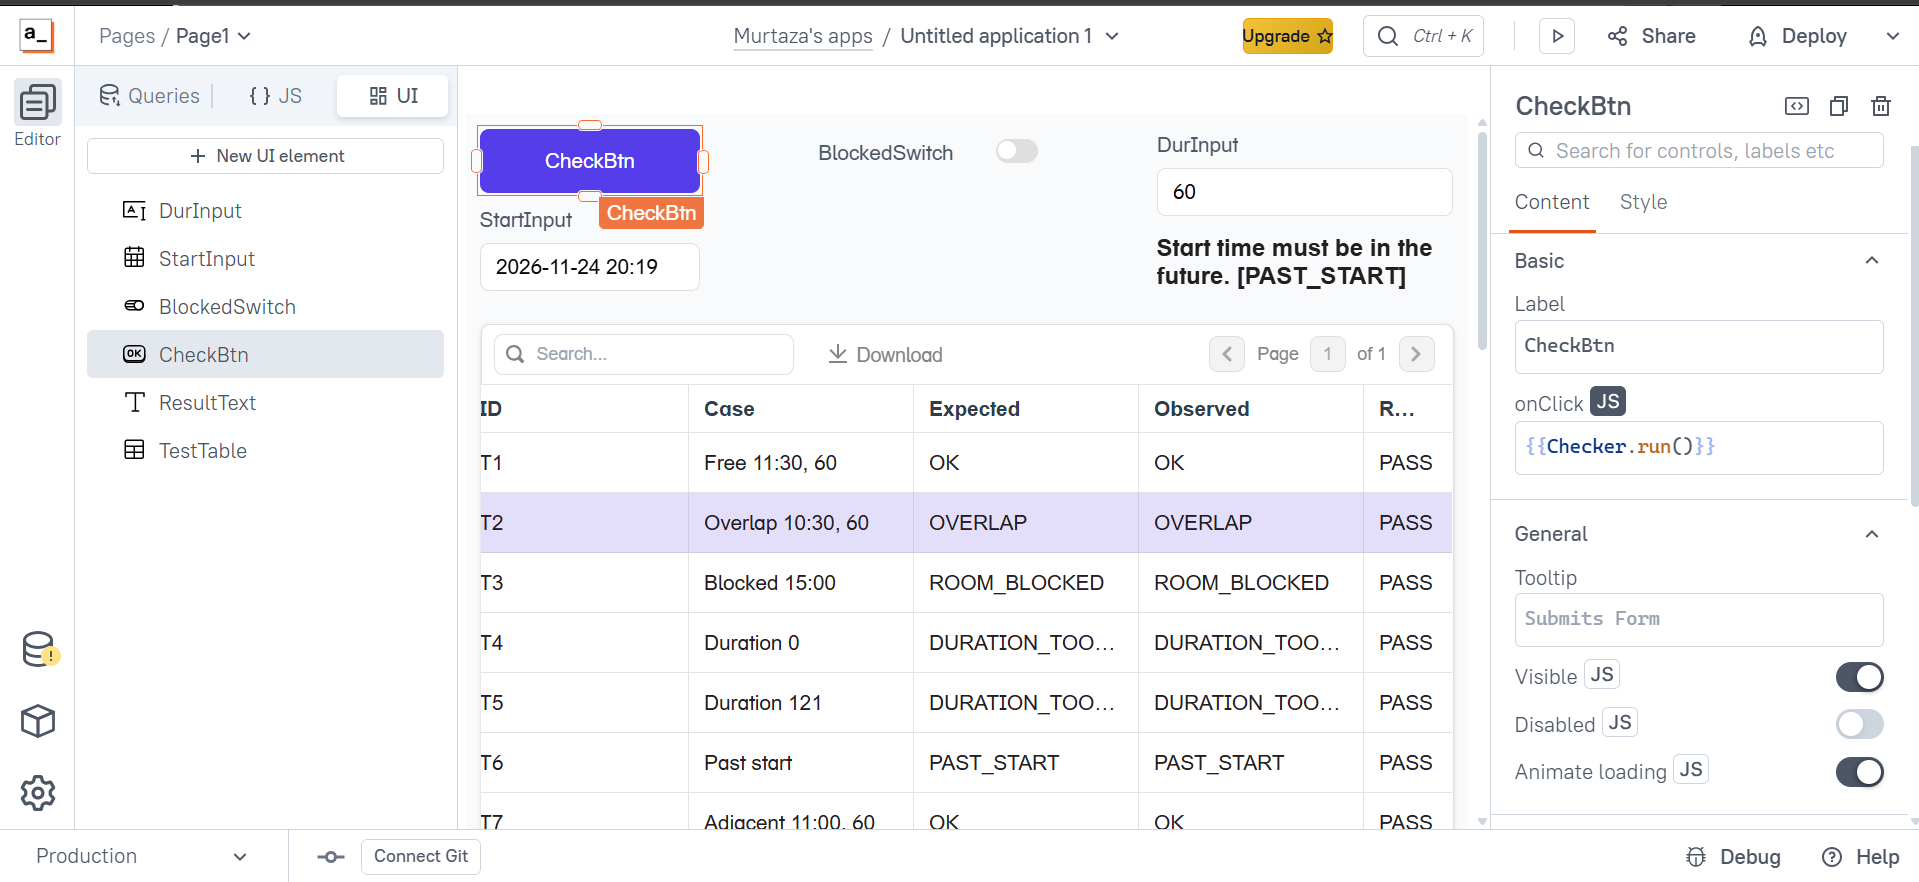 a_
Pages / Page1
Murtaza's apps / Untitled application 1
Upgrade
Ctrl + K
Share
Deploy
Editor
Queries
{ } JS
UI
+ New UI element
DurInput
StartInput
BlockedSwitch
OK CheckBtn
ResultText
TestTable
CheckBtn
CheckBtn
StartInput
2026-11-24 20:19
BlockedSwitch
DurInput
60
Start time must be in the
future. [PAST_START]
Search...
Download
Page 1 of 1
ID Case Expected Observed R...
T1 Free 11:30, 60 OK OK PASS
T2 Overlap 10:30, 60 OVERLAP OVERLAP PASS
T3 Blocked 15:00 ROOM_BLOCKED ROOM_BLOCKED PASS
T4 Duration 0 DURATION_TOO... DURATION_TOO... PASS
T5 Duration 121 DURATION_TOO... DURATION_TOO... PASS
T6 Past start PAST_START PAST_START PASS
T7 Adjacent 11:00, 60 OK OK PASS
CheckBtn
Search for controls, labels etc
Content Style
Basic
Label
CheckBtn
onClick JS
{{Checker.run()}}
General
Tooltip
Submits Form
Visible JS
Disabled JS
Animate loading JS
Production
Connect Git
Debug
Help